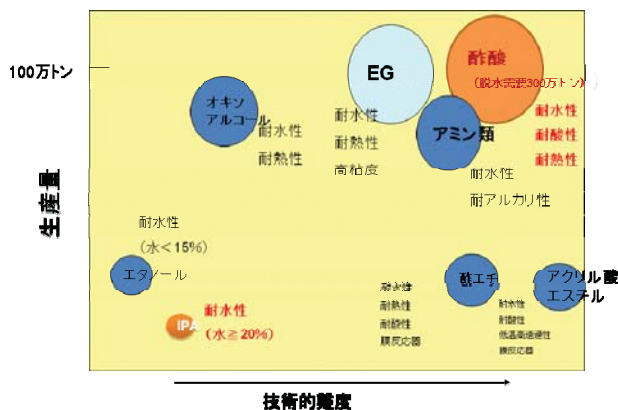 100万トン
生産量
オキソ
アルコール
耐水性
耐熱性
EG
耐水性
耐熱性
高粘度
酢酸
(脱水需要300万トン)
耐水性
耐酸性
耐熱性
アミン類
耐水性
耐アルカリ性
耐水性
(水<15%)
エタノール
IPA
耐水性
(水≧20%)
酢エチ
耐水性
耐熱性
耐酸性
膜反応器
アクリル酸
エステル
耐水性
耐酸性
低温高透過性
膜反応器
技術的難度